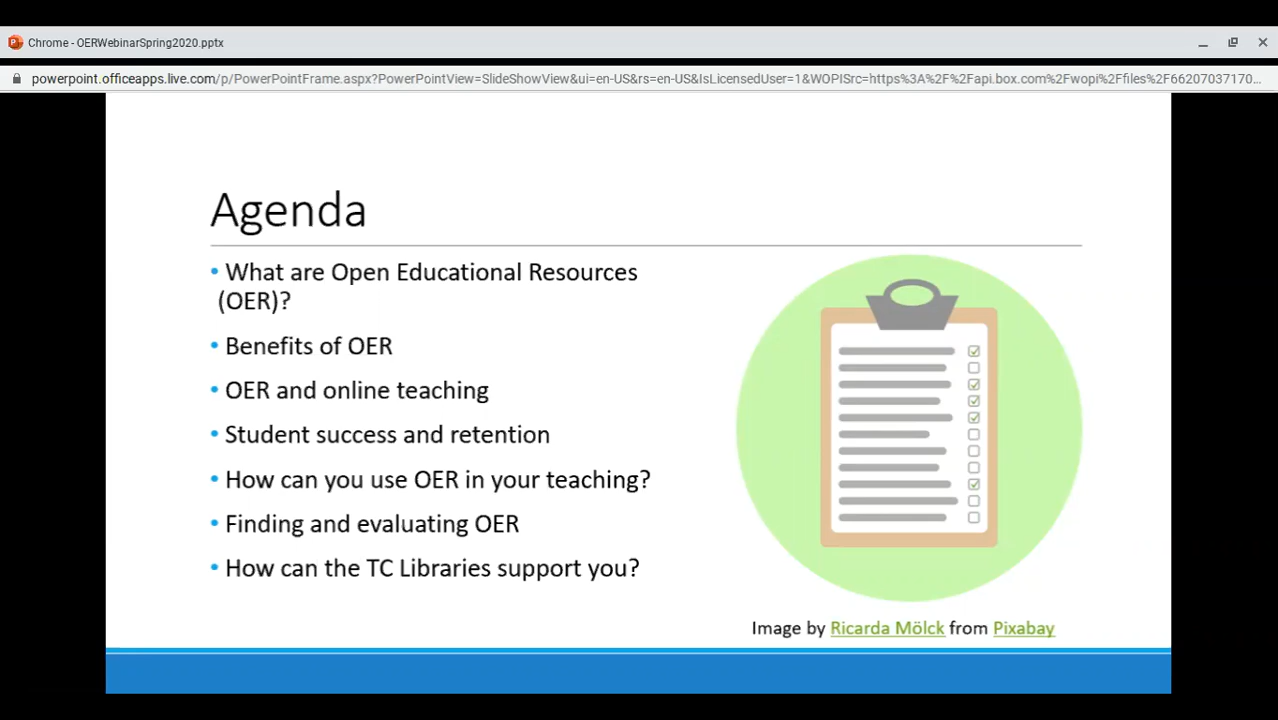 Chrome - OERWebinarSpring2020.pptx
powerpoint.officeapps.live.com/p/PowerPointFrame.aspx?PowerPointView=SlideShowView&ui=en-US&rs=en-US&IsLicensedUser=1&WOPISrc=https%3A%2F%2Fapi.box.com%2Fwopi%2Ffiles%2F66207037170...
Agenda
• What are Open Educational Resources
(OER)?
• Benefits of OER
• OER and online teaching
• Student success and retention
• How can you use OER in your teaching?
• Finding and evaluating OER
• How can the TC Libraries support you?
Image by Ricarda Mölck from Pixabay